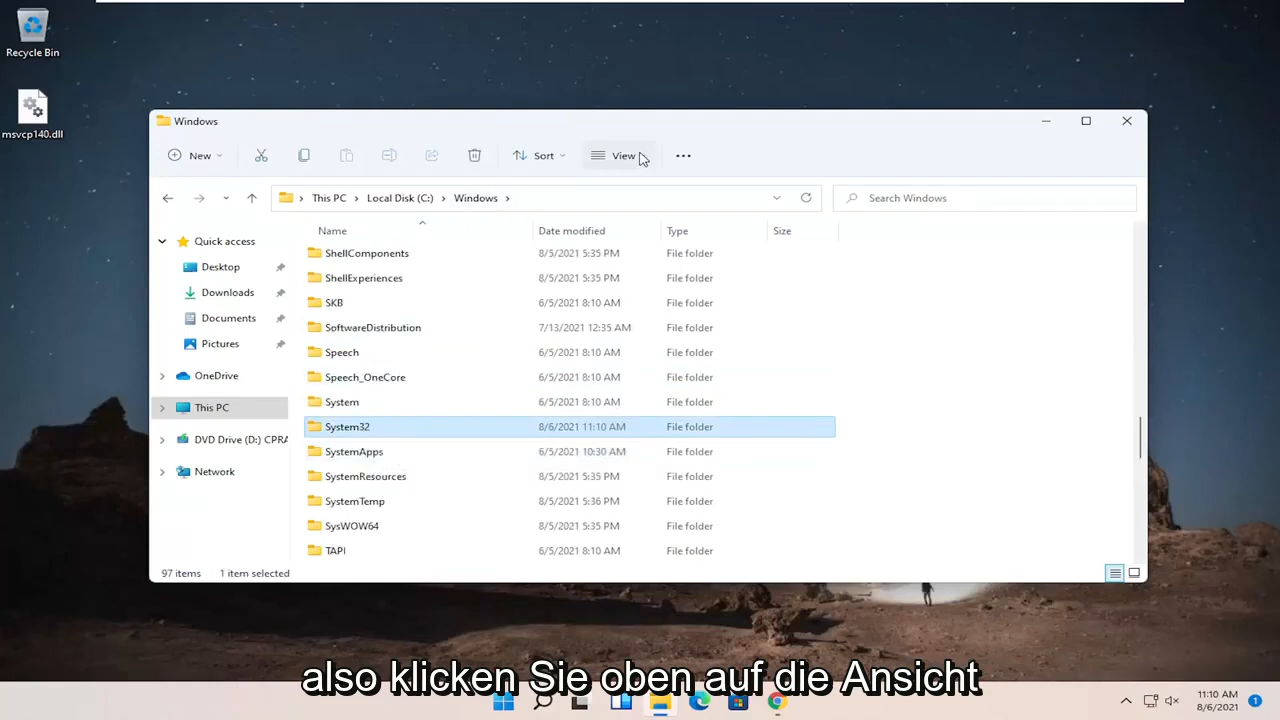 Recycle Bin
msvcp140.dll
Windows
New
Sort
View
This PC
Local Disk (C:)
Windows
Search Windows
Name
Date modified
Type
Size
Quick access
Desktop
Downloads
Documents
Pictures
OneDrive
This PC
DVD Drive (D:) CPRA
Network
ShellComponents 8/5/2021 5:35 PM File folder
ShellExperiences 8/5/2021 5:35 PM File folder
SKB 6/5/2021 8:10 AM File folder
SoftwareDistribution 7/13/2021 12:35 AM File folder
Speech 6/5/2021 8:10 AM File folder
Speech_OneCore 6/5/2021 8:10 AM File folder
System 6/5/2021 8:10 AM File folder
System32 8/6/2021 11:10 AM File folder
SystemApps 6/5/2021 10:30 AM File folder
SystemResources 8/5/2021 5:35 PM File folder
SystemTemp 8/5/2021 5:36 PM File folder
SysWOW64 8/5/2021 5:35 PM File folder
TAPI 6/5/2021 8:10 AM File folder
97 items
1 item selected
also klicken Sie oben auf die Ansicht
11:10 AM
8/6/2021
1